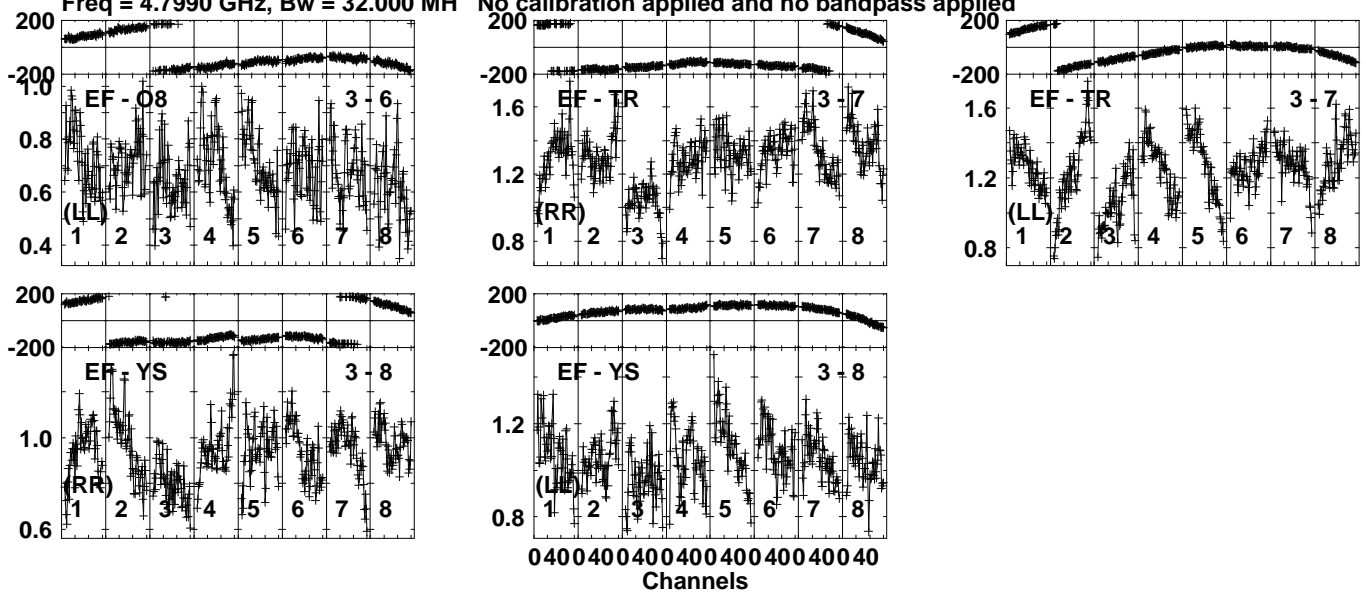 Freq = 4.7990 GHz, Bw = 32.000 MH No calibration applied and no bandpass applied
200
-200
1.0
0.8
0.6
0.4
EF - O8 3 - 6
(LL)
1 2 3 4 5 6 7 8
200
-200
1.6
1.2
0.8
EF - TR 3 - 7
(RR)
1 2 3 4 5 6 7 8
200
-200
1.6
1.2
0.8
EF - TR 3 - 7
(LL)
1 2 3 4 5 6 7 8
200
-200
1.0
0.6
EF - YS 3 - 8
(RR)
1 2 3 4 5 6 7 8
200
-200
1.2
0.8
EF - YS 3 - 8
(LL)
1 2 3 4 5 6 7 8
0 40 0 40 0 40 0 40 0 40 0 40 0 40 0 40
Channels